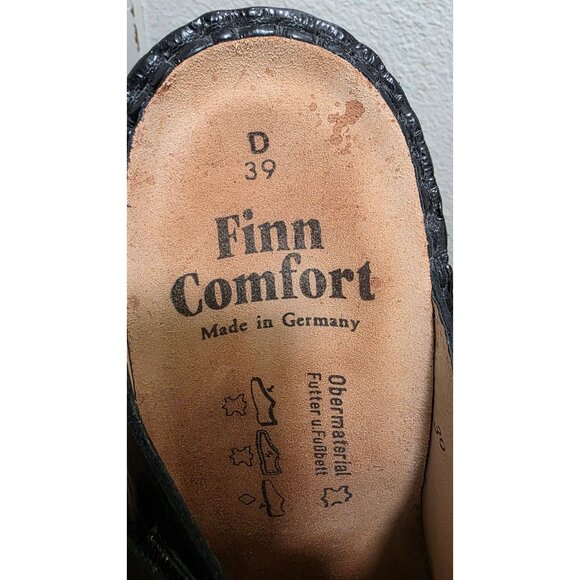 D
39
Finn
Comfort
Made in Germany
Obermaterial
Futter u.Fußbett